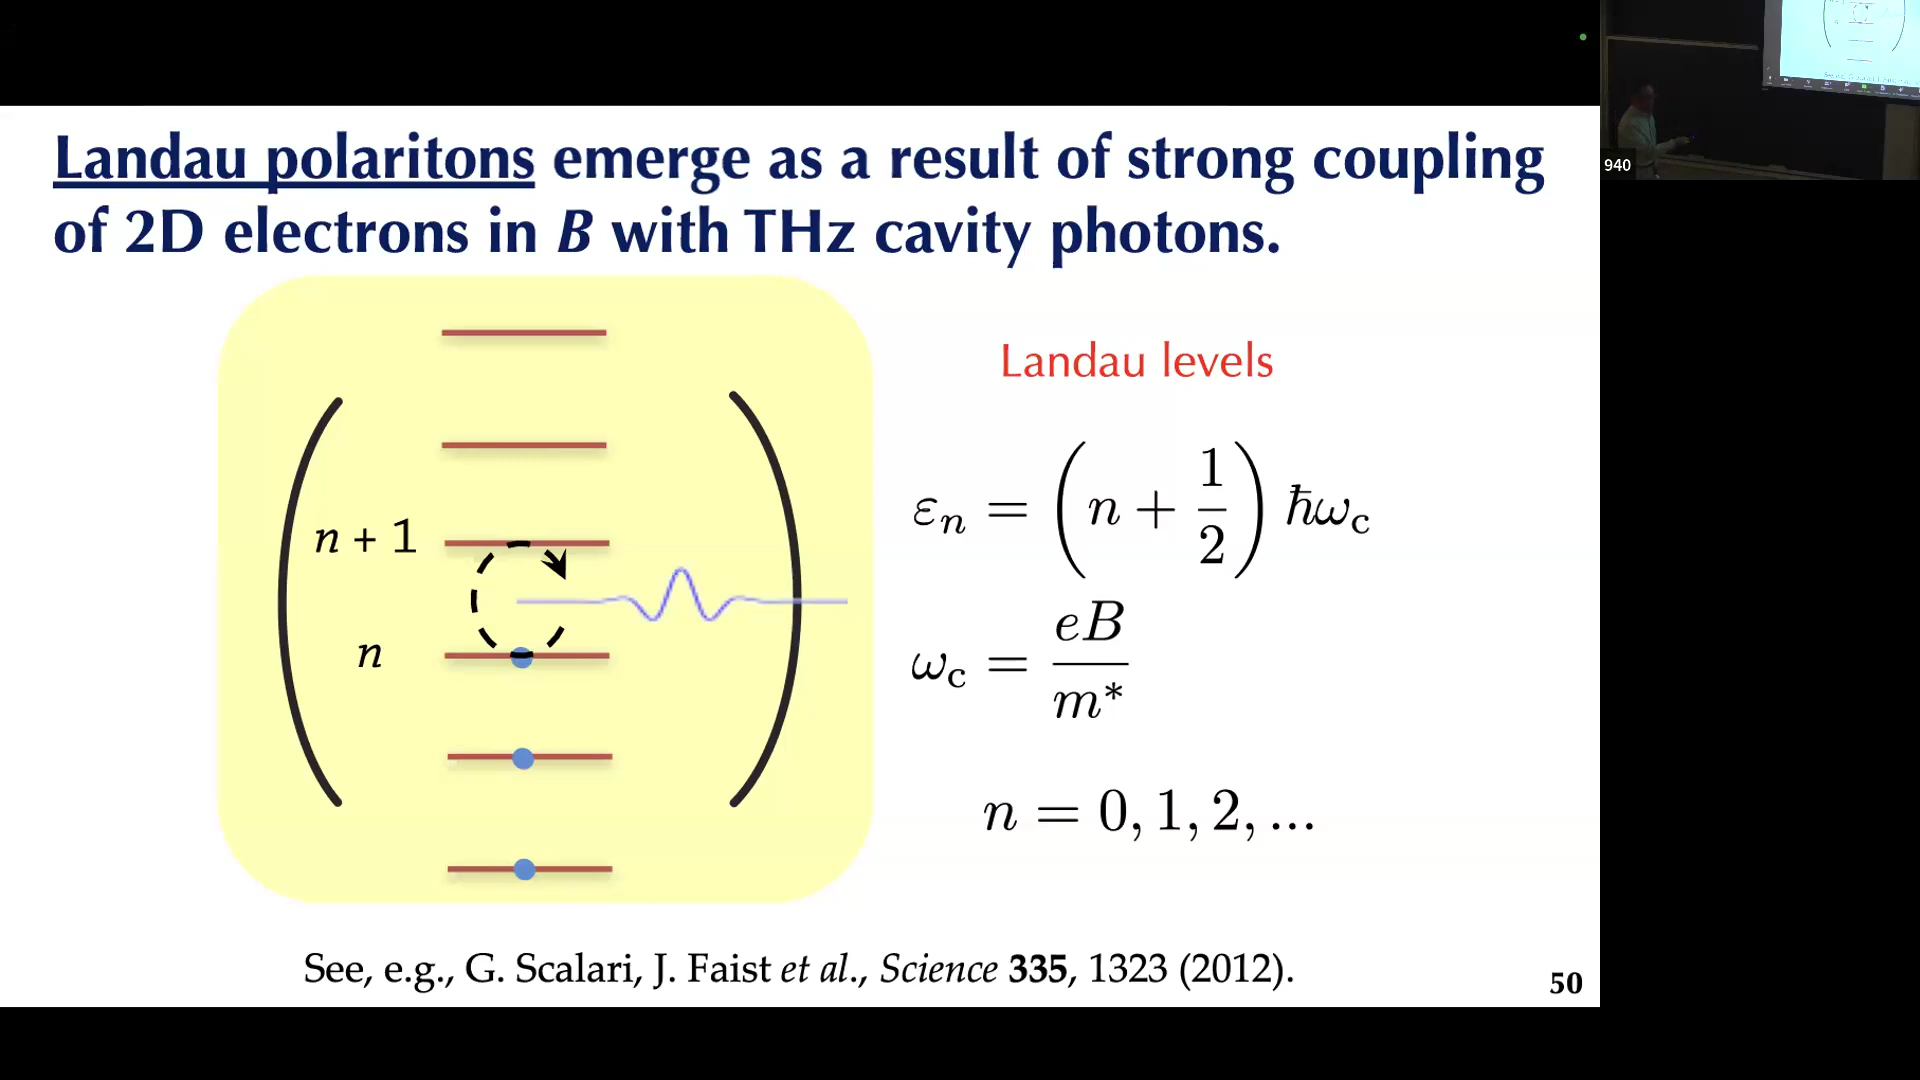 Landau polaritons emerge as a result of strong coupling
of 2D electrons in B with THz cavity photons.
Landau levels
n + 1
n
εₙ = (n + 1/2) ħω_c
ω_c = eB/m*
n = 0, 1, 2, ...
See, e.g., G. Scalari, J. Faist et al., Science 335, 1323 (2012).
50
940